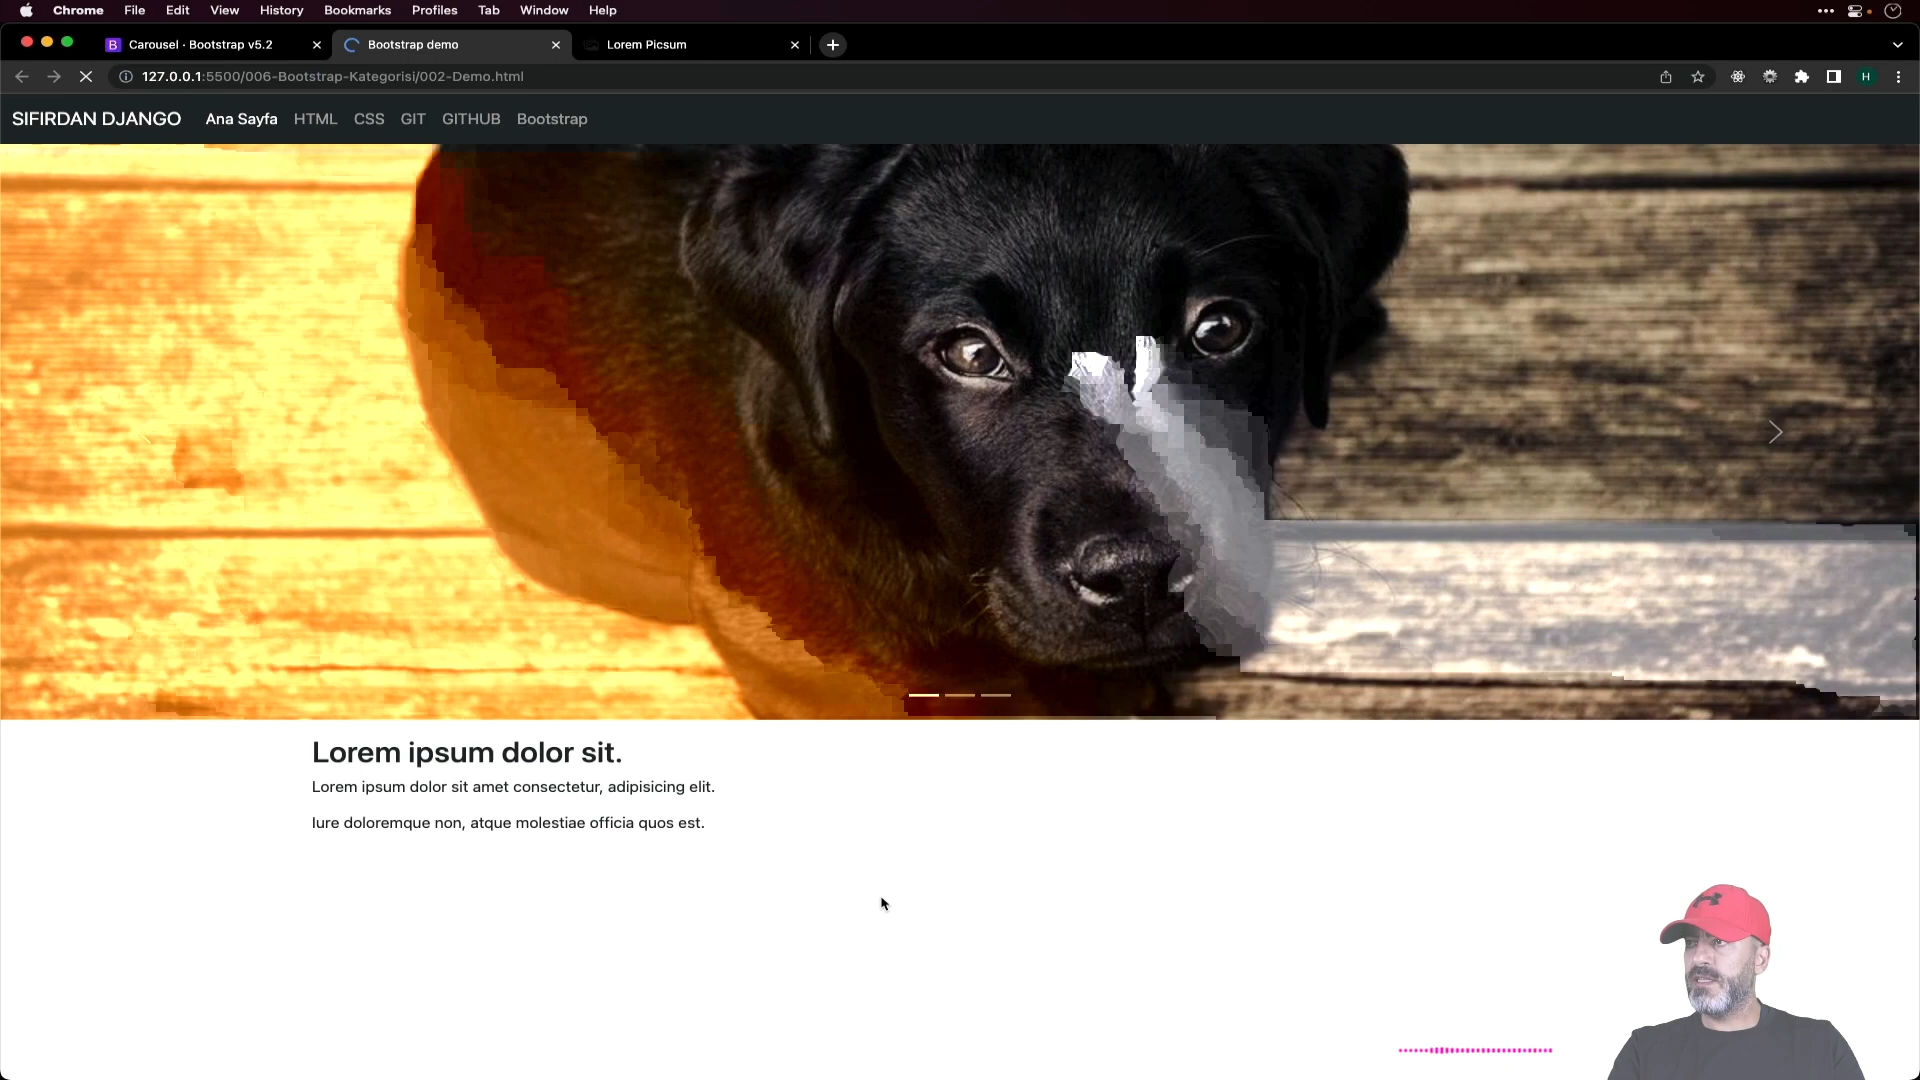 Chrome File Edit View History Bookmarks Profiles Tab Window Help
Carousel · Bootstrap v5.2 Bootstrap demo Lorem Picsum
127.0.0.1:5500/006-Bootstrap-Kategorisi/002-Demo.html
H
SIFIRDAN DJANGO Ana Sayfa HTML CSS GIT GITHUB Bootstrap
Lorem ipsum dolor sit.
Lorem ipsum dolor sit amet consectetur, adipisicing elit.
Iure doloremque non, atque molestiae officia quos est.